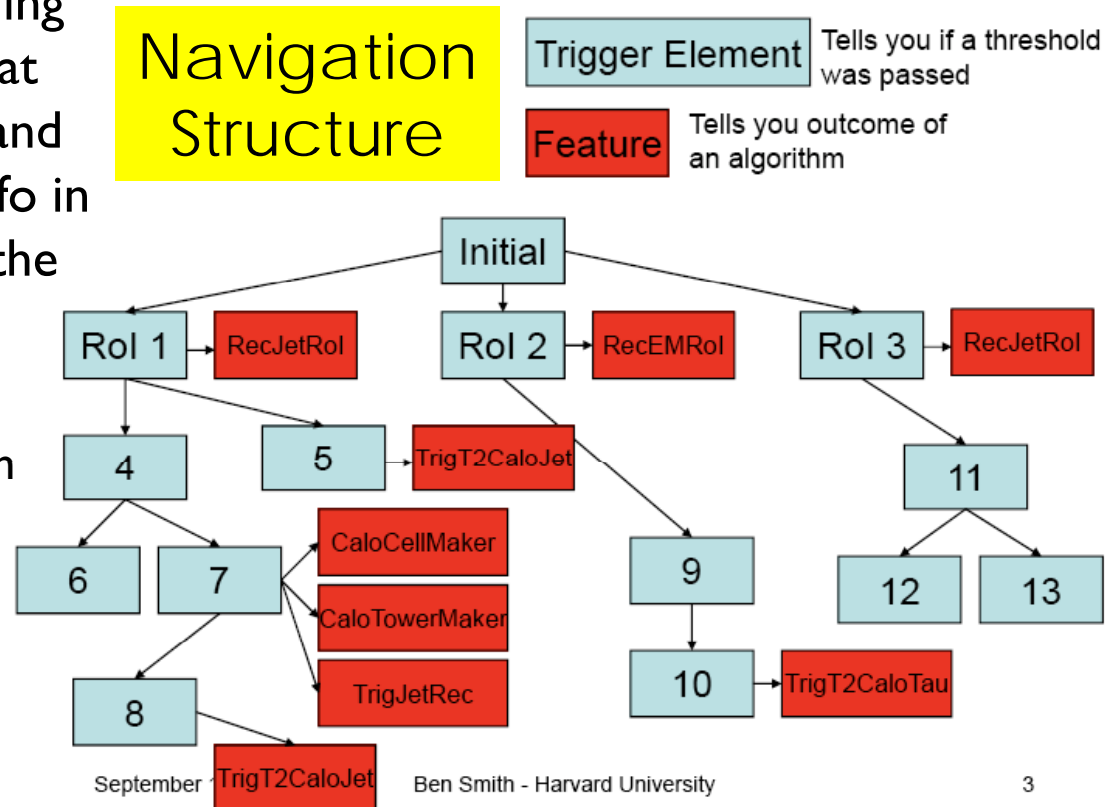 ing
at
and
fo in
the
n
Navigation
Structure
Trigger Element
Tells you if a threshold
was passed
Feature
Tells you outcome of
an algorithm
Initial
RoI 1
RecJetRoI
RoI 2
RecEMRoI
RoI 3
RecJetRoI
4
5
TrigT2CaloJet
11
6
7
CaloCellMaker
CaloTowerMaker
TrigJetRec
9
12
13
8
10
TrigT2CaloTau
TrigT2CaloJet
September
Ben Smith - Harvard University
3